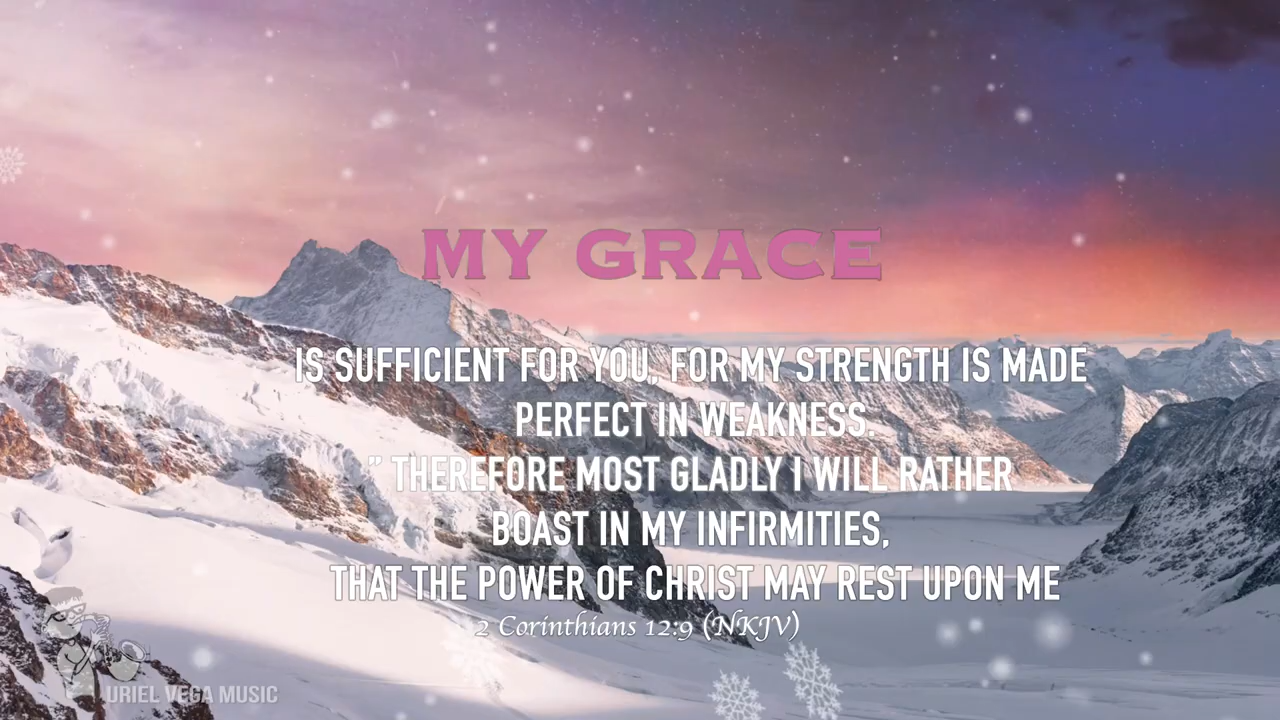 MY GRACE
IS SUFFICIENT FOR YOU, FOR MY STRENGTH IS MADE
PERFECT IN WEAKNESS.
” THEREFORE MOST GLADLY I WILL RATHER
BOAST IN MY INFIRMITIES,
THAT THE POWER OF CHRIST MAY REST UPON ME
2 Corinthians 12:9 (NKJV)
URIEL VEGA MUSIC